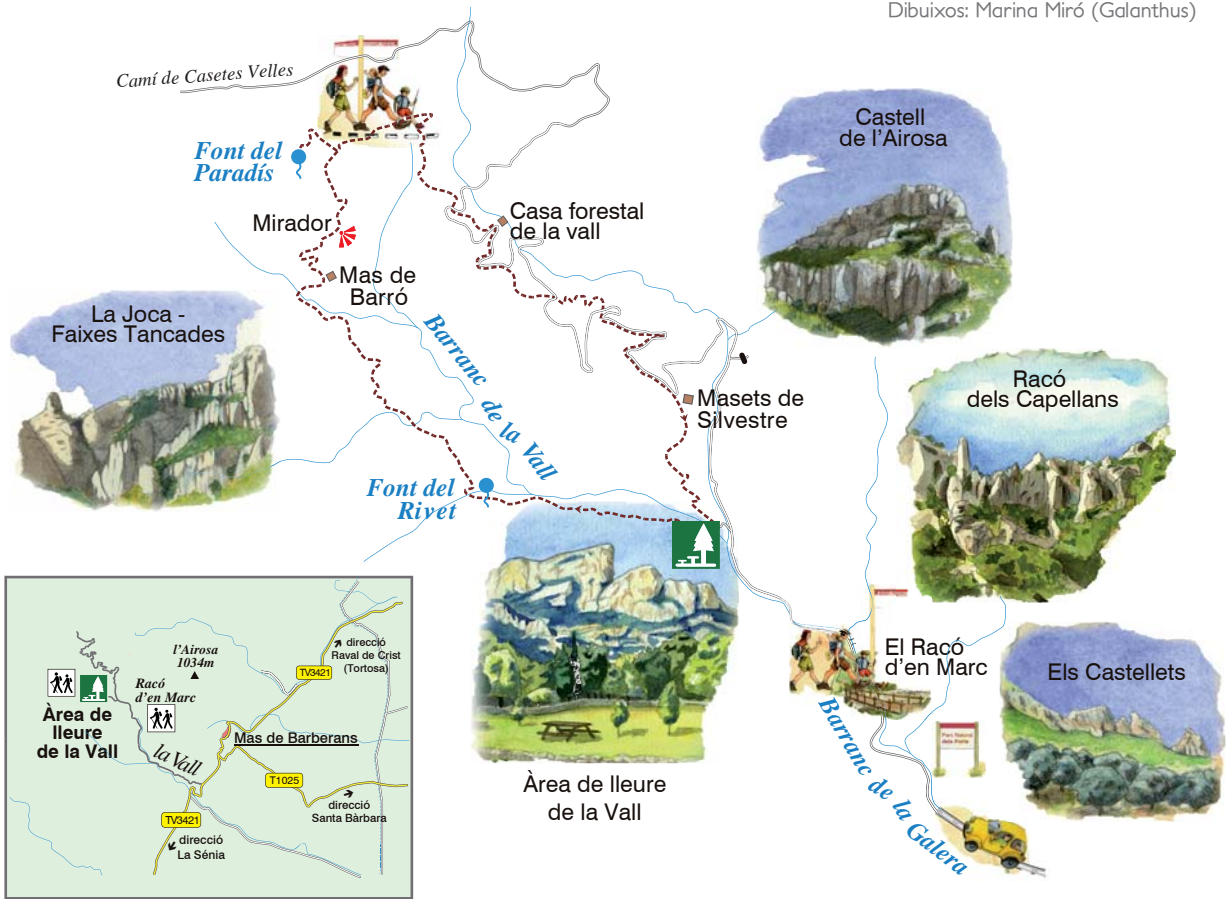 Dibuixos: Marina Miró (Galanthus)
Camí de Casetes Velles
Font del
Paradís
Mirador
Mas de
Barró
Casa forestal
de la vall
Castell
de l'Airosa
La Joca -
Faixes Tancades
Barranc de la Vall
Masets de
Silvestre
Racó
dels Capellans
Font del
Rivet
Àrea de lleure
de la Vall
El Racó
d'en Marc
Els Castellets
Parc Natural
dels Ports
Barranc de la Galera
l'Airosa
1034m
Racó
d'en Marc
Àrea de
lleure
de la Vall
la Vall
TV3421
direcció
Raval de Crist
(Tortosa)
Mas de Barberans
T1025
direcció
Santa Bàrbara
TV3421
direcció
La Sénia